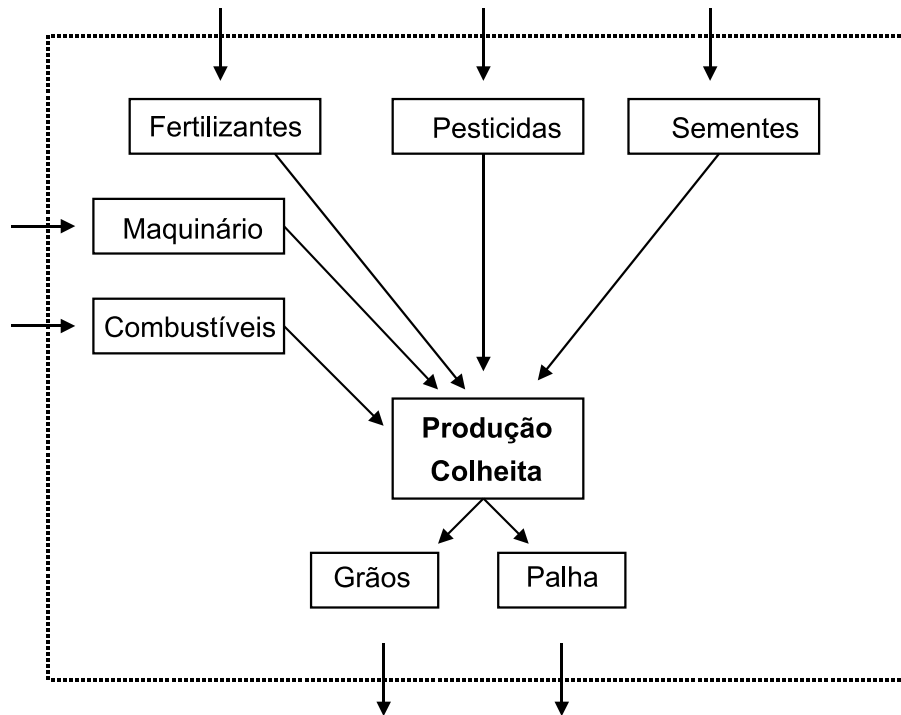 Fertilizantes
Pesticidas
Sementes
Maquinário
Combustíveis
Produção
Colheita
Grãos
Palha